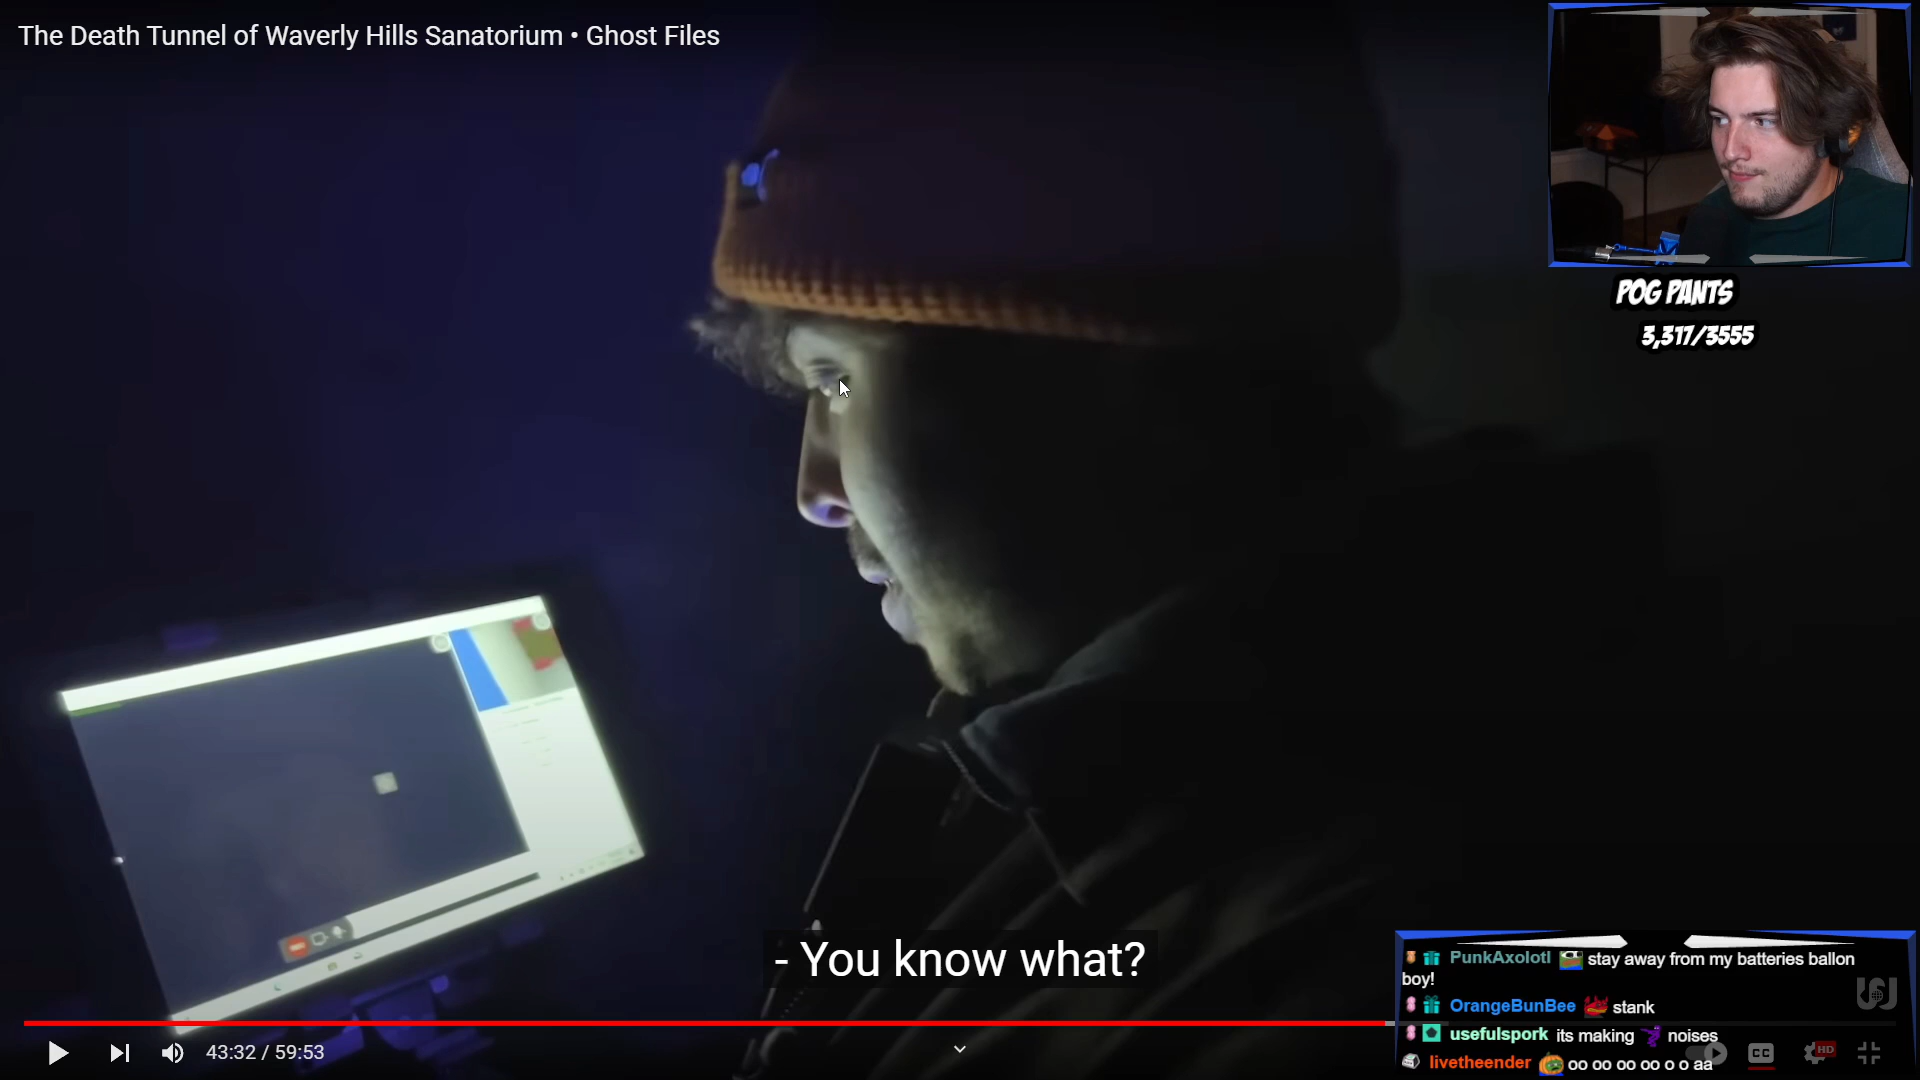 The Death Tunnel of Waverly Hills Sanatorium • Ghost Files
POG PANTS
3,317/3555
- You know what?
PunkAxolotl stay away from my batteries ballon
boy!
OrangeBunBee stank
usefulspork its making noises
livetheender oo oo oo oo o o aa
43:32 / 59:53
CC
HD